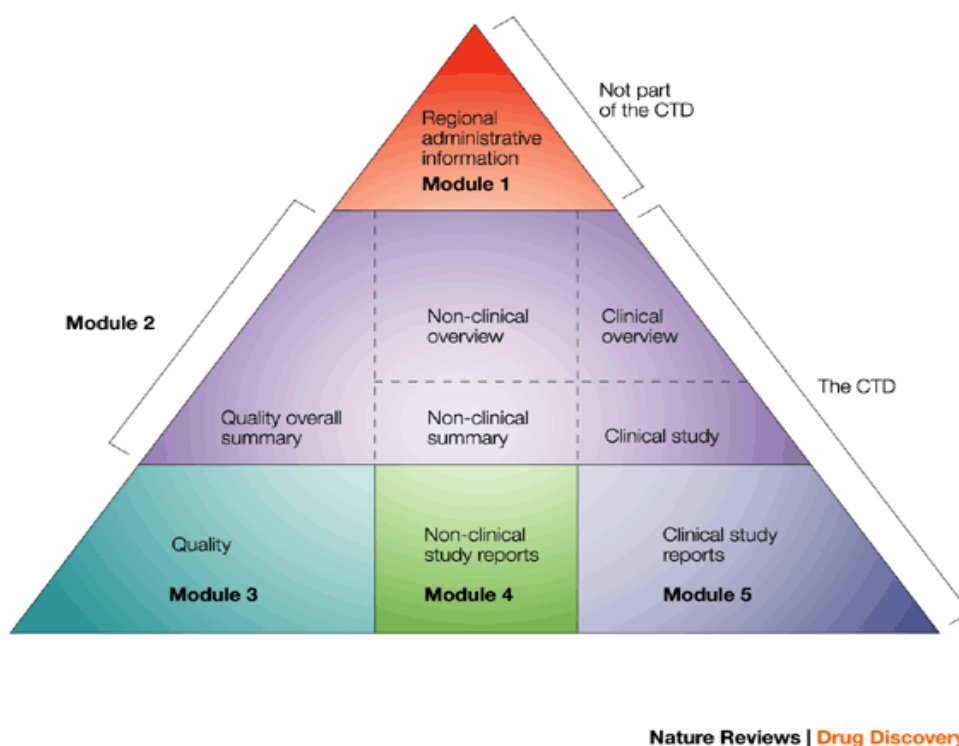 Not part
of the CTD
Regional
administrative
information
Module 1
Module 2
Non-clinical
overview
Clinical
overview
The CTD
Quality overall
summary
Non-clinical
summary
Clinical study
Quality
Module 3
Non-clinical
study reports
Module 4
Clinical study
reports
Module 5
Nature Reviews | Drug Discovery